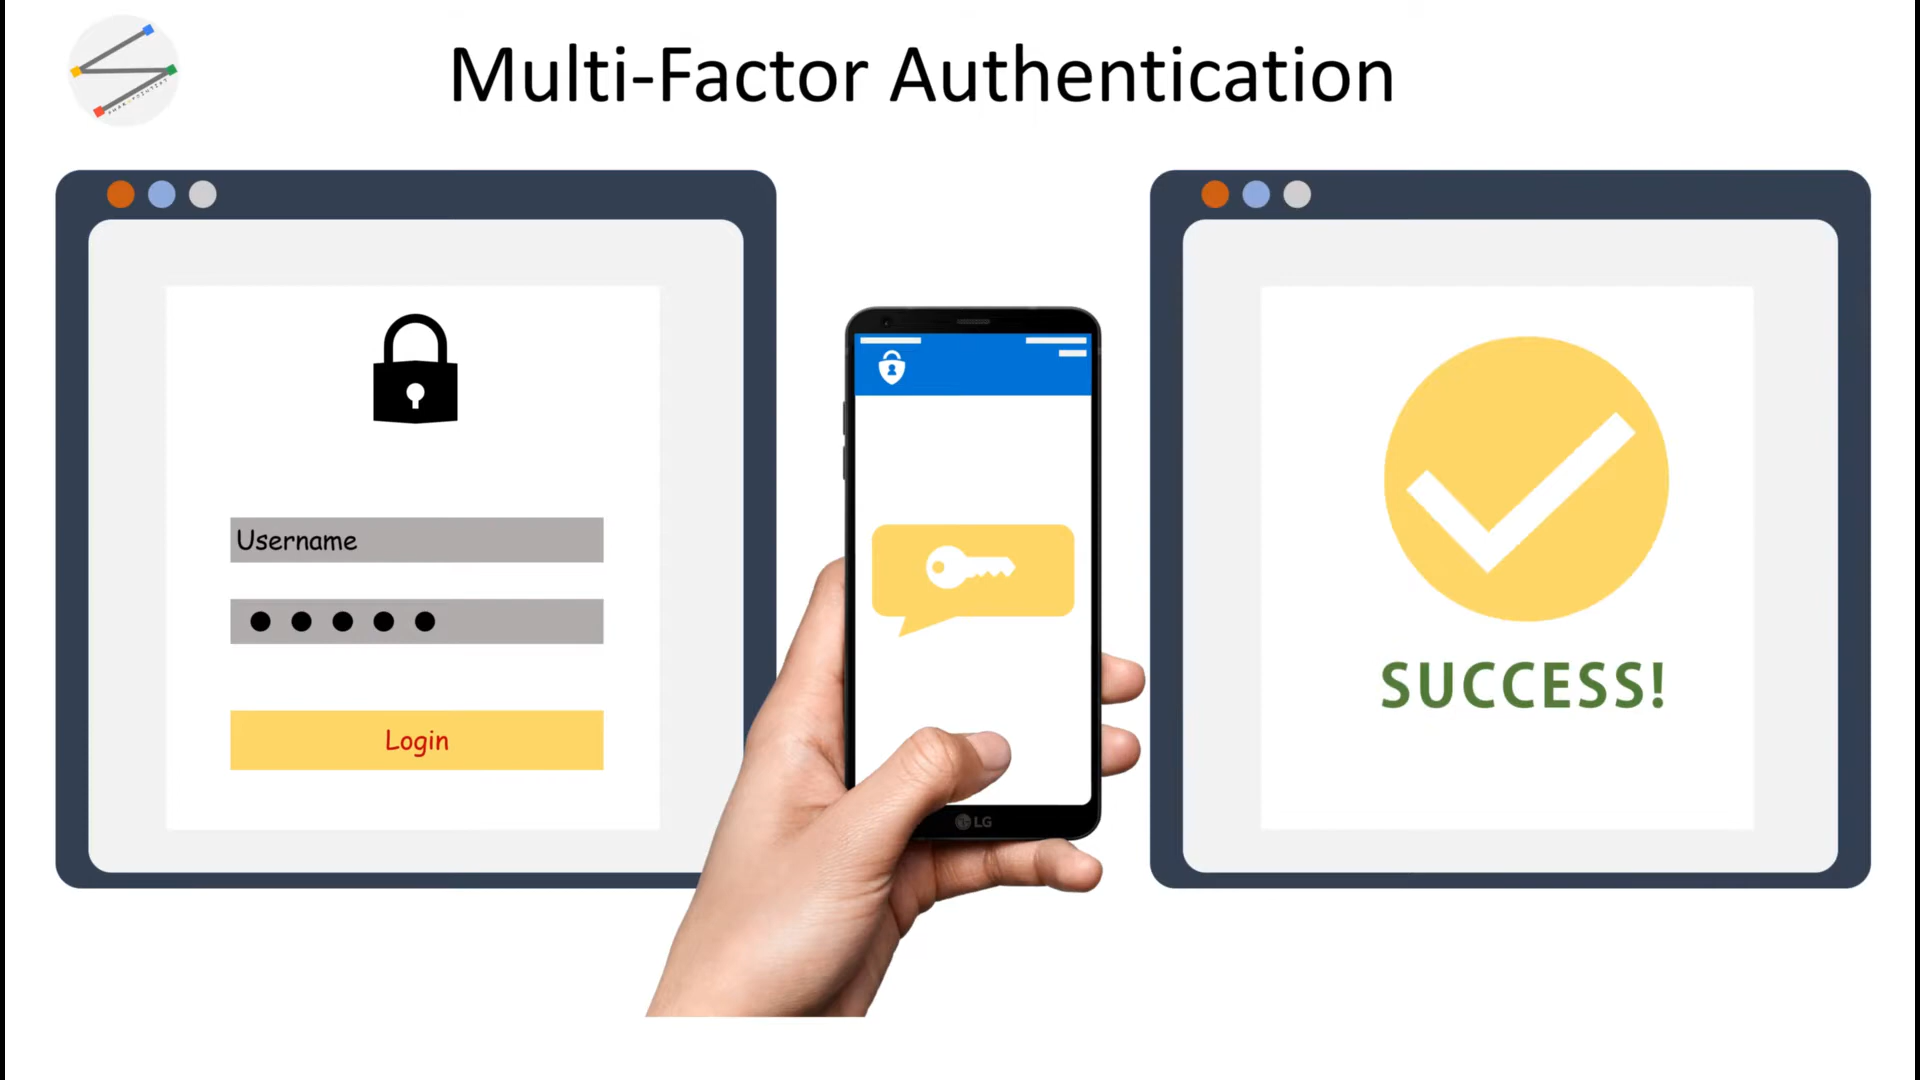 Multi-Factor Authentication
Username
Login
LG
SUCCESS!